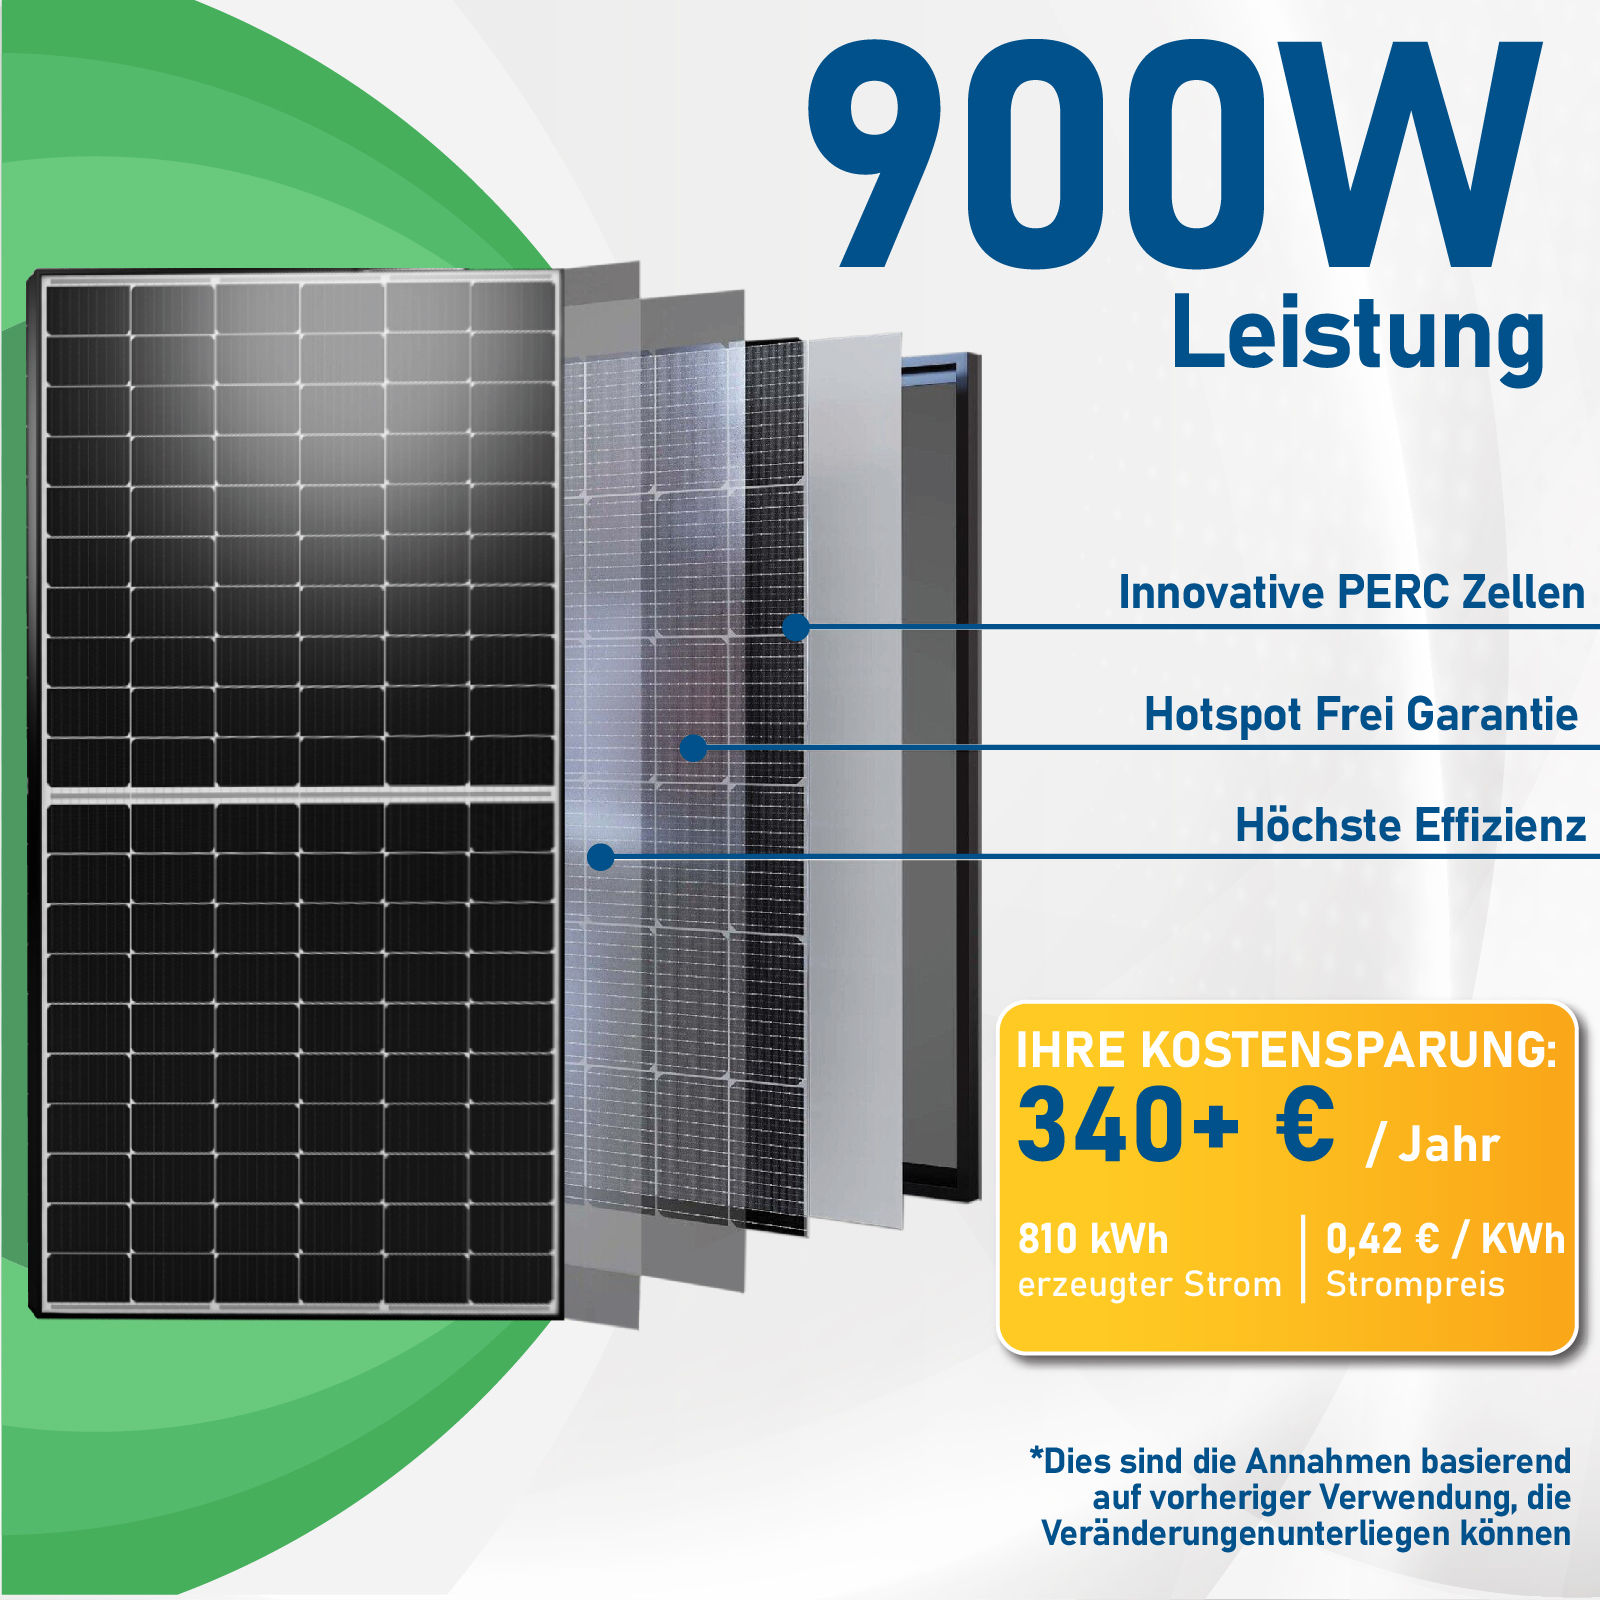 900W
Leistung
Innovative PERC Zellen
Hotspot Frei Garantie
Höchste Effizienz
IHRE KOSTENSPARUNG:
340+ € / Jahr
810 kWh
erzeugter Strom
0,42 € / KWh
Strompreis
*Dies sind die Annahmen basierend
auf vorheriger Verwendung, die
Veränderungenunterliegen können